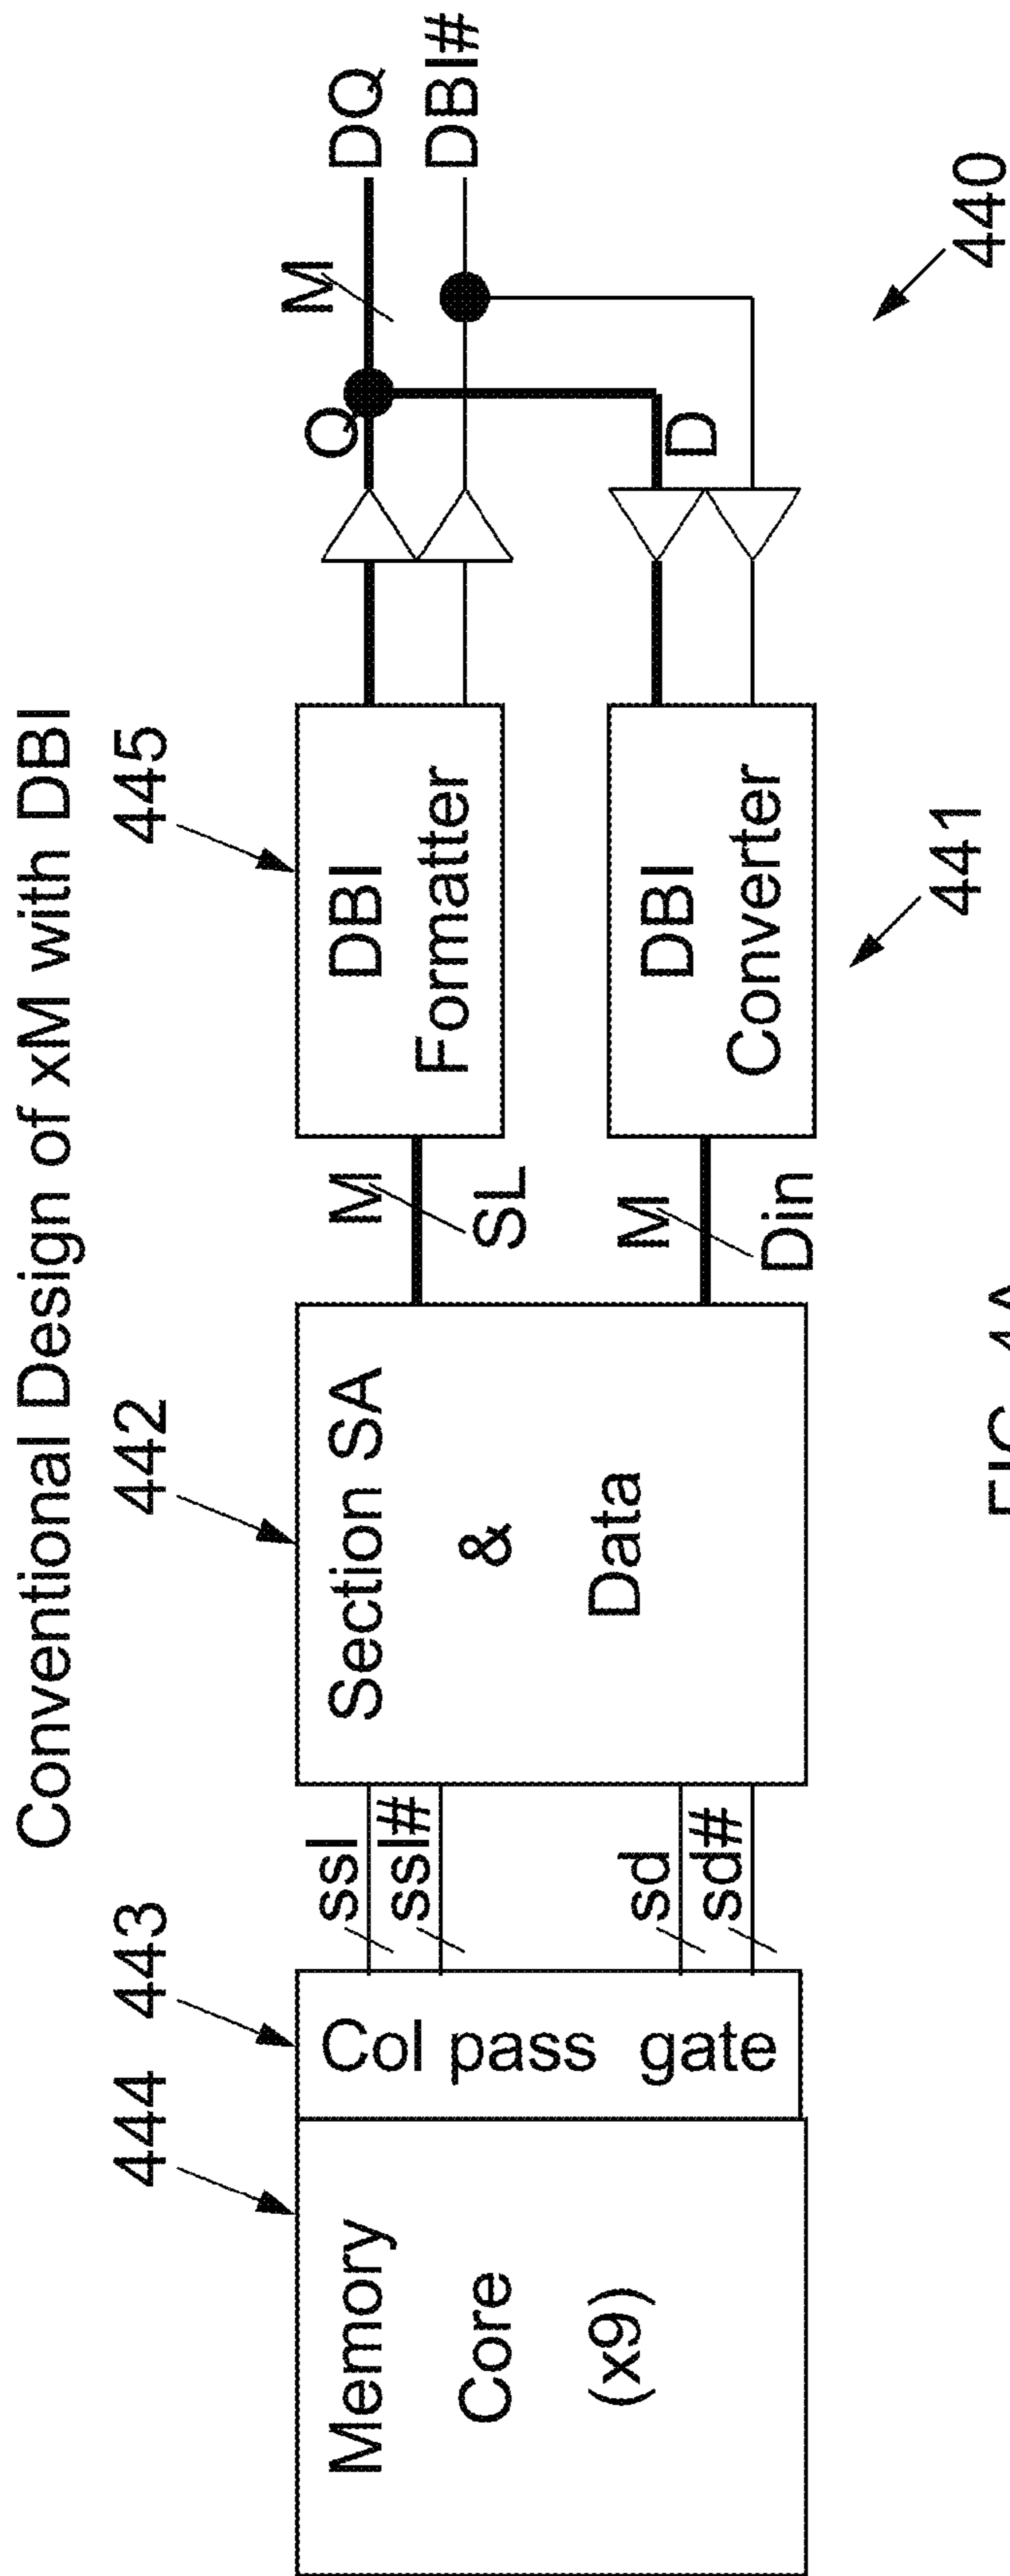 Conventional Design of xM with DBI
444
443
442
445
Memory
Core
(x9)
Col pass gate
ssl
ssl#
sd
sd#
Section SA
&
Data
M
SL
M
Din
DBI
Formatter
DBI
Converter
441
Q
D
M
DQ
DBI#
440